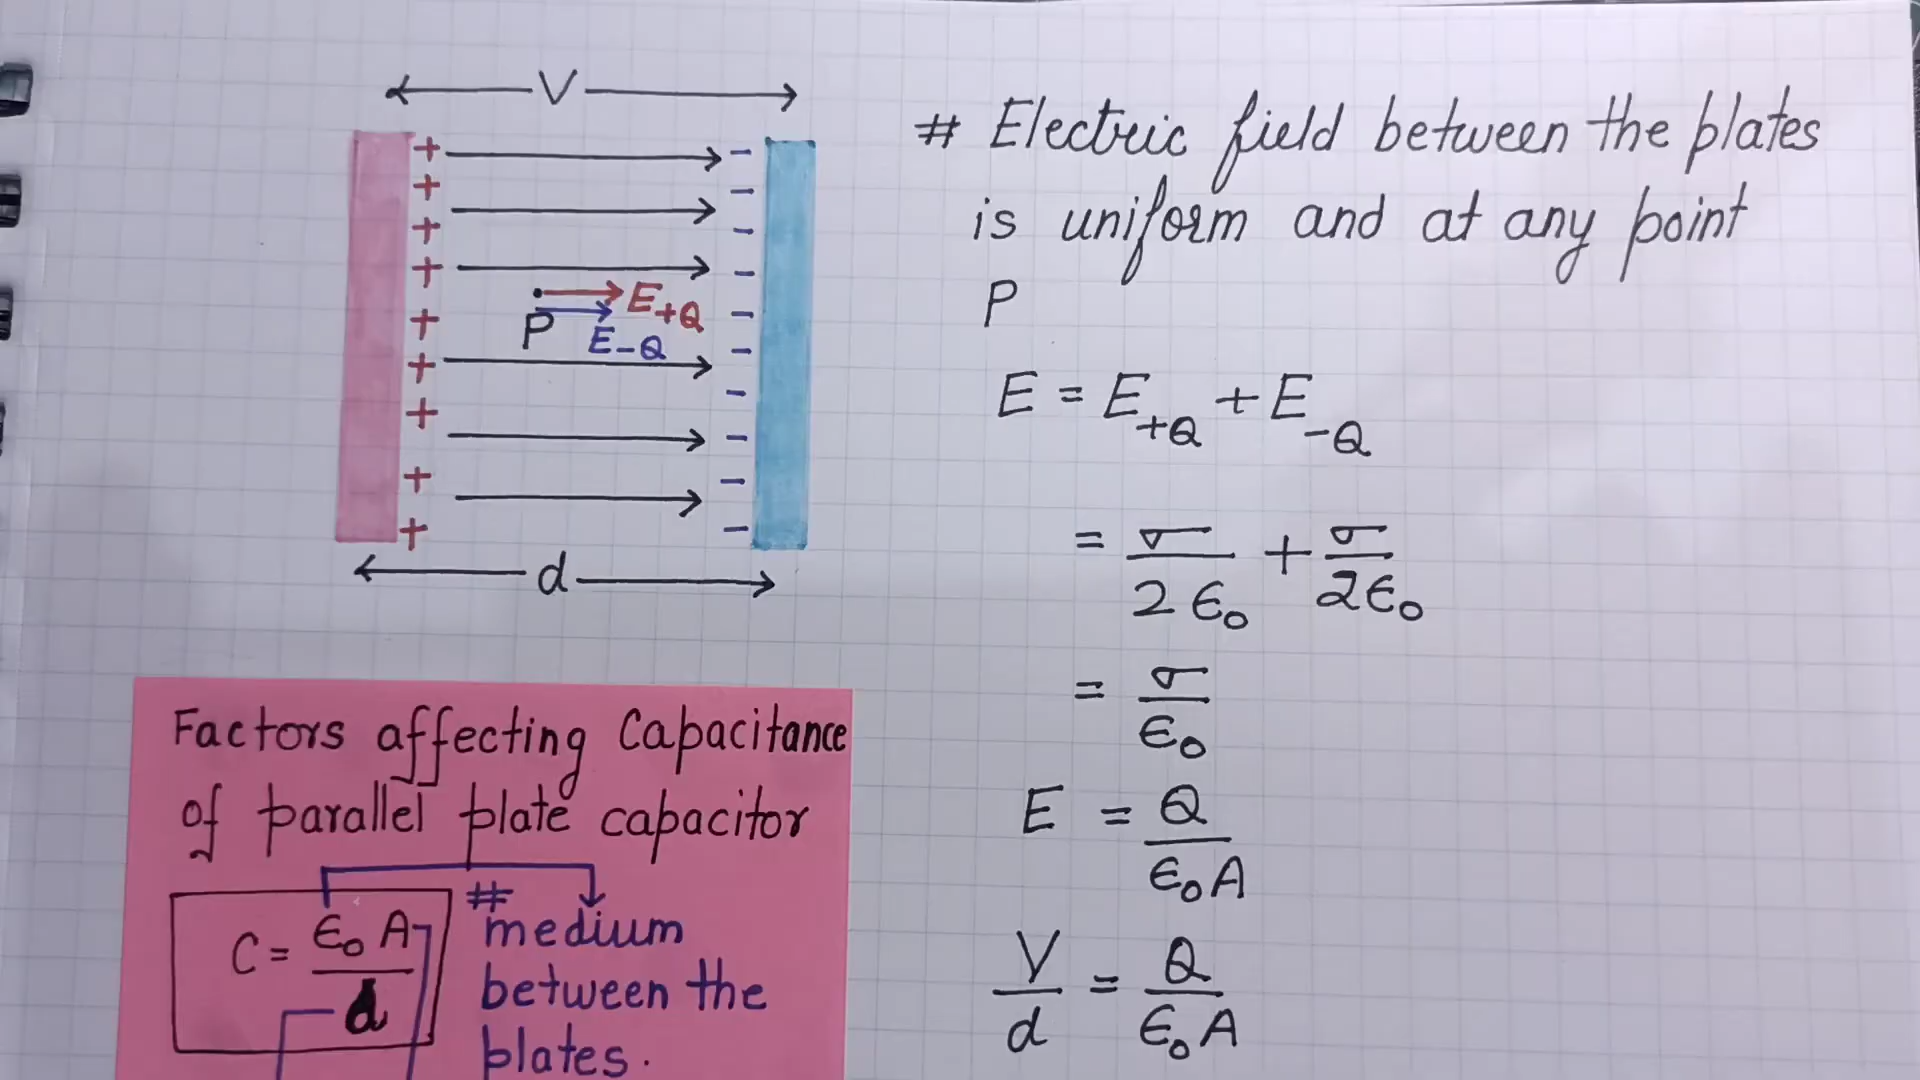 V
+ -
+ -
+ -
+ -
P E+Q -
E-Q
+ -
+ -
+ -
+ -
+ -
d
# Electric field between the plates
is uniform and at any point
P
E = E+Q + E-Q
= σ/2ϵ₀ + σ/2ϵ₀
= σ/ϵ₀
E = Q/ϵ₀A
V/d = Q/ϵ₀A
Factors affecting Capacitance
of parallel plate capacitor
C = ϵ₀A/d
# medium
between the
plates.